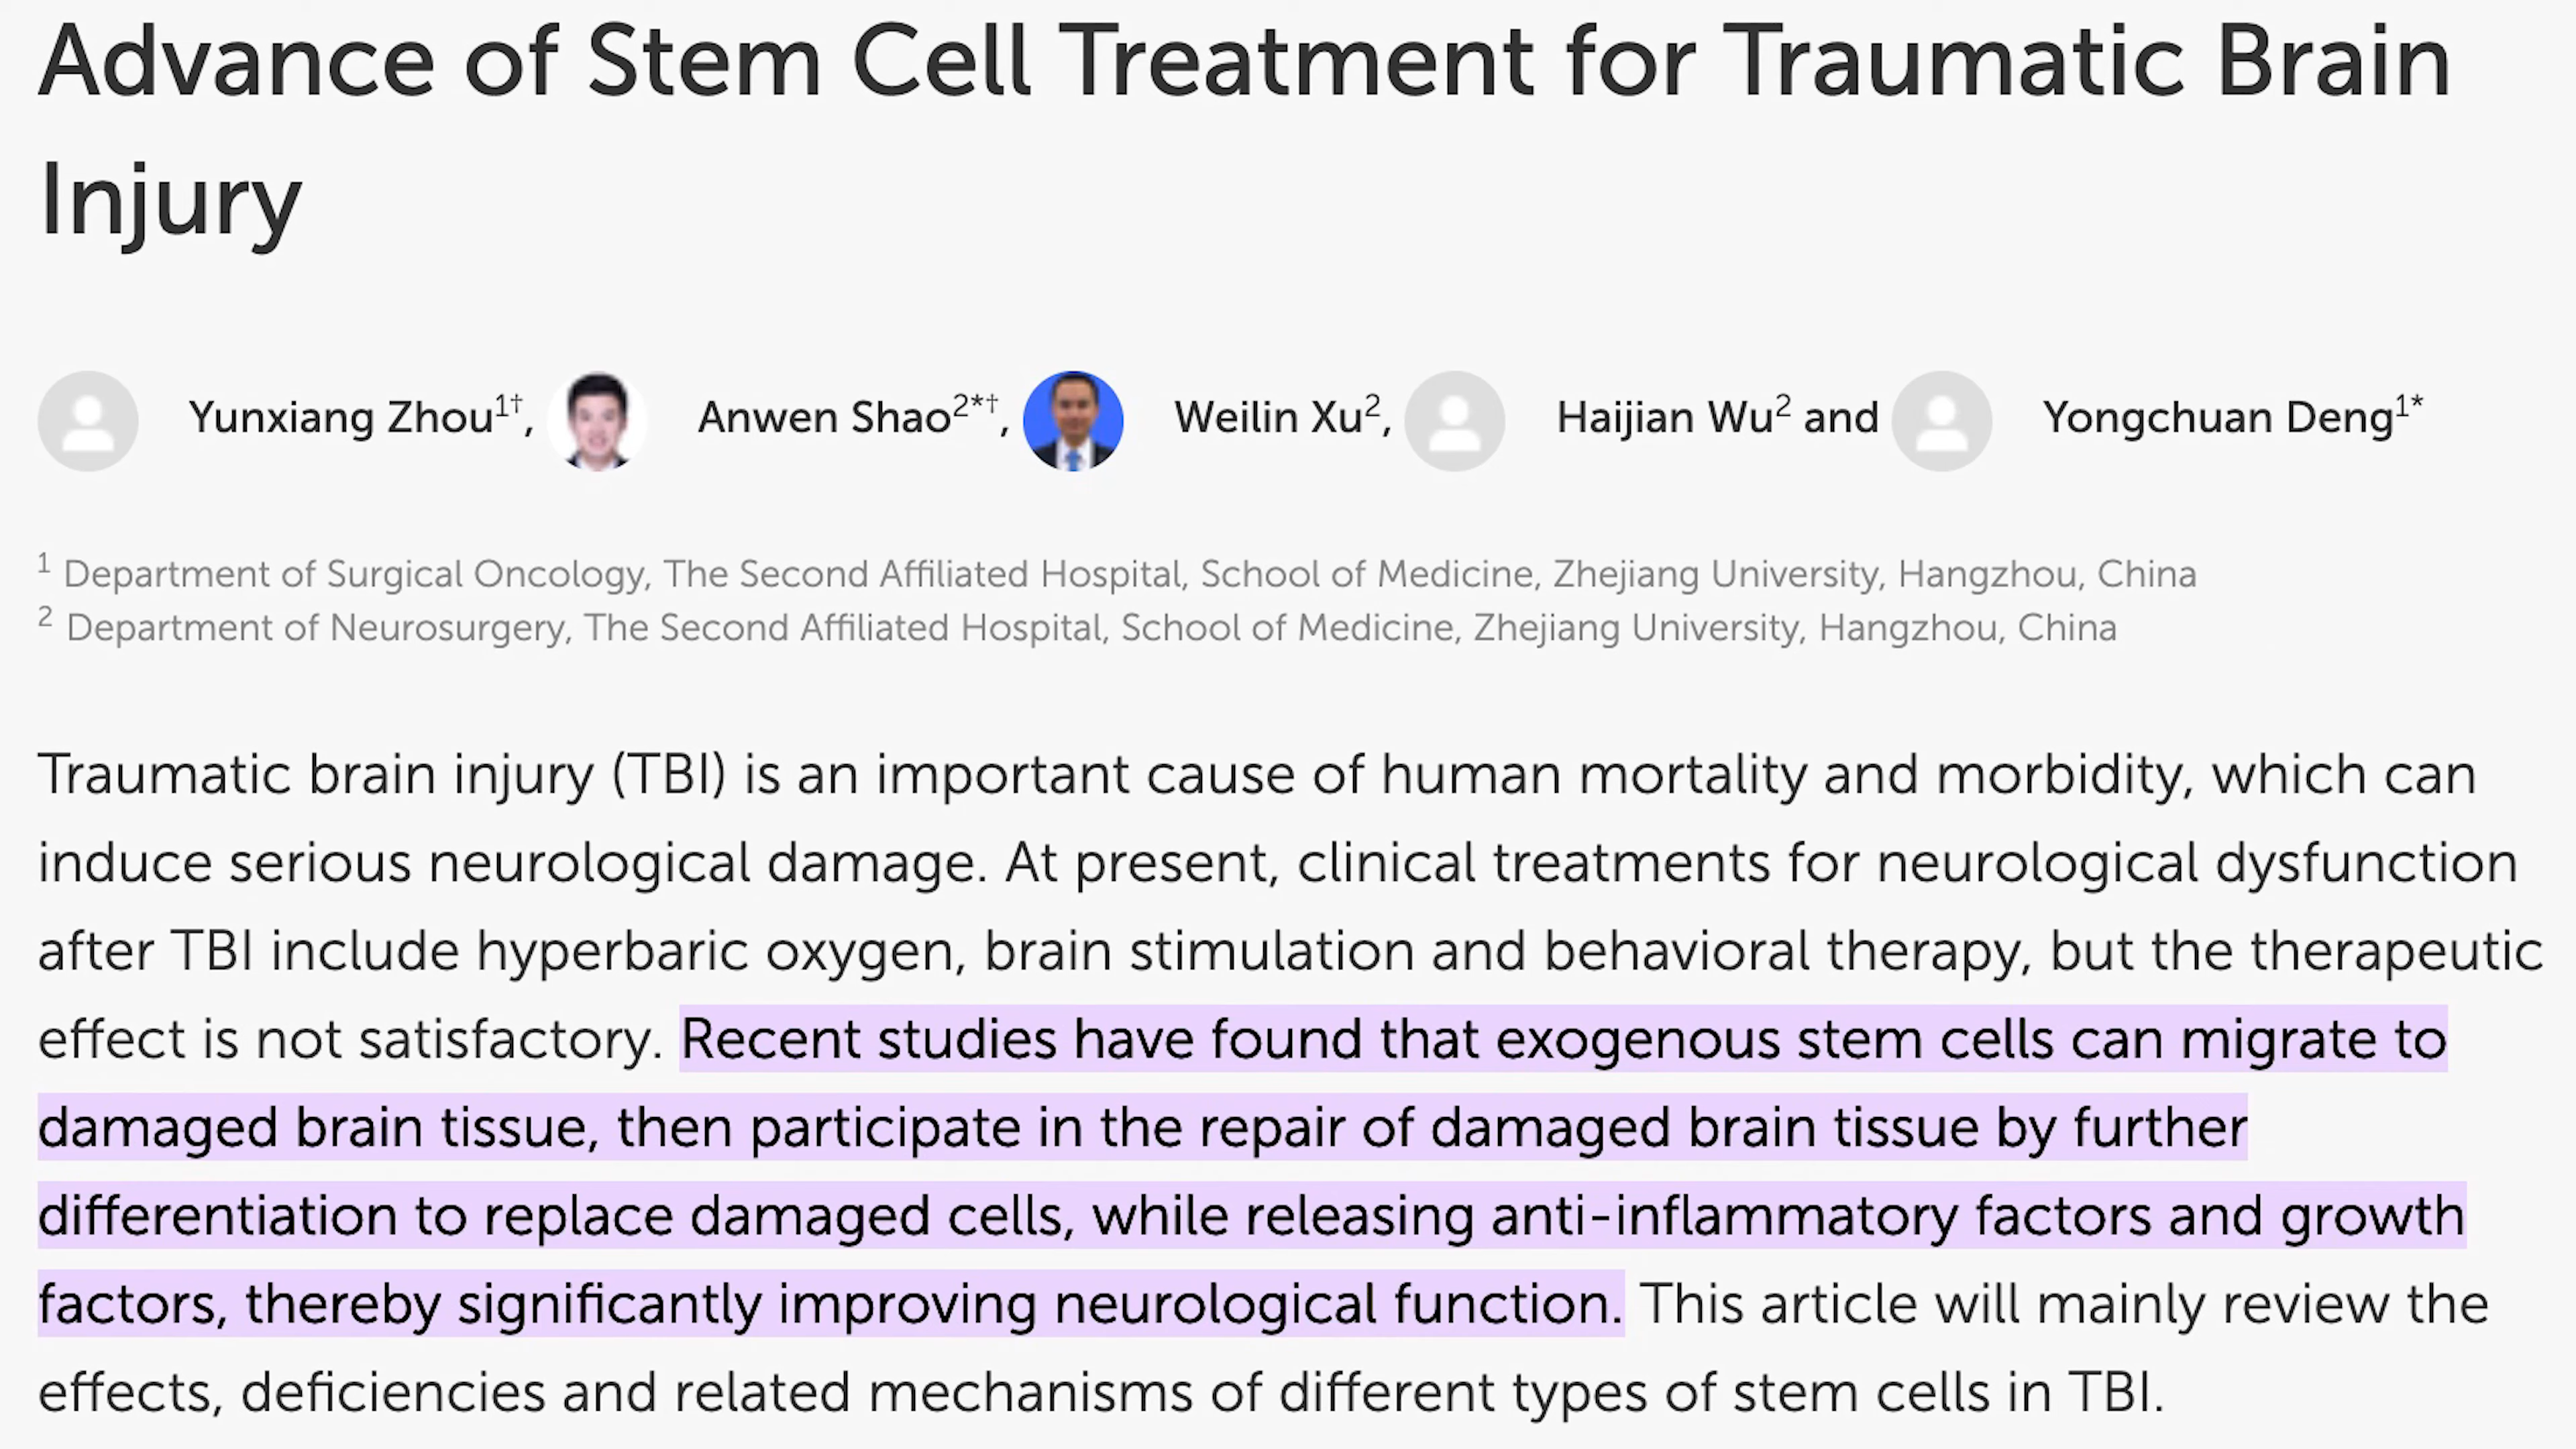 Advance of Stem Cell Treatment for Traumatic Brain
Injury
Yunxiang Zhou1†, Anwen Shao2*†, Weilin Xu2, Haijian Wu2 and Yongchuan Deng1*
1 Department of Surgical Oncology, The Second Affiliated Hospital, School of Medicine, Zhejiang University, Hangzhou, China
2 Department of Neurosurgery, The Second Affiliated Hospital, School of Medicine, Zhejiang University, Hangzhou, China
Traumatic brain injury (TBI) is an important cause of human mortality and morbidity, which can
induce serious neurological damage. At present, clinical treatments for neurological dysfunction
after TBI include hyperbaric oxygen, brain stimulation and behavioral therapy, but the therapeutic
effect is not satisfactory. Recent studies have found that exogenous stem cells can migrate to
damaged brain tissue, then participate in the repair of damaged brain tissue by further
differentiation to replace damaged cells, while releasing anti-inflammatory factors and growth
factors, thereby significantly improving neurological function. This article will mainly review the
effects, deficiencies and related mechanisms of different types of stem cells in TBI.